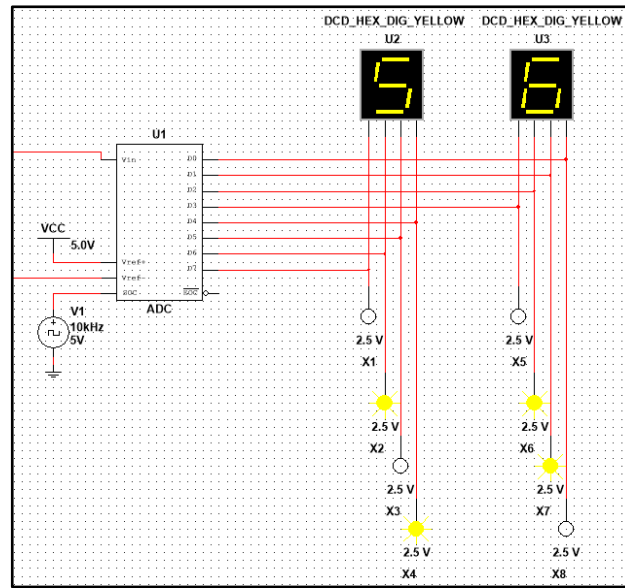 DCD_HEX_DIG_YELLOW DCD_HEX_DIG_YELLOW
U2 U3
5 6
U1
Vin D0
D1
D2
D3
D4
D5
D6
D7
VCC
5.0V
Vref+
Vref-
SOC EOC
ADC
V1
10kHz
5V
2.5 V 2.5 V
X1 X5
2.5 V 2.5 V
X2 X6
2.5 V 2.5 V
X3 X7
2.5 V 2.5 V
X4 X8